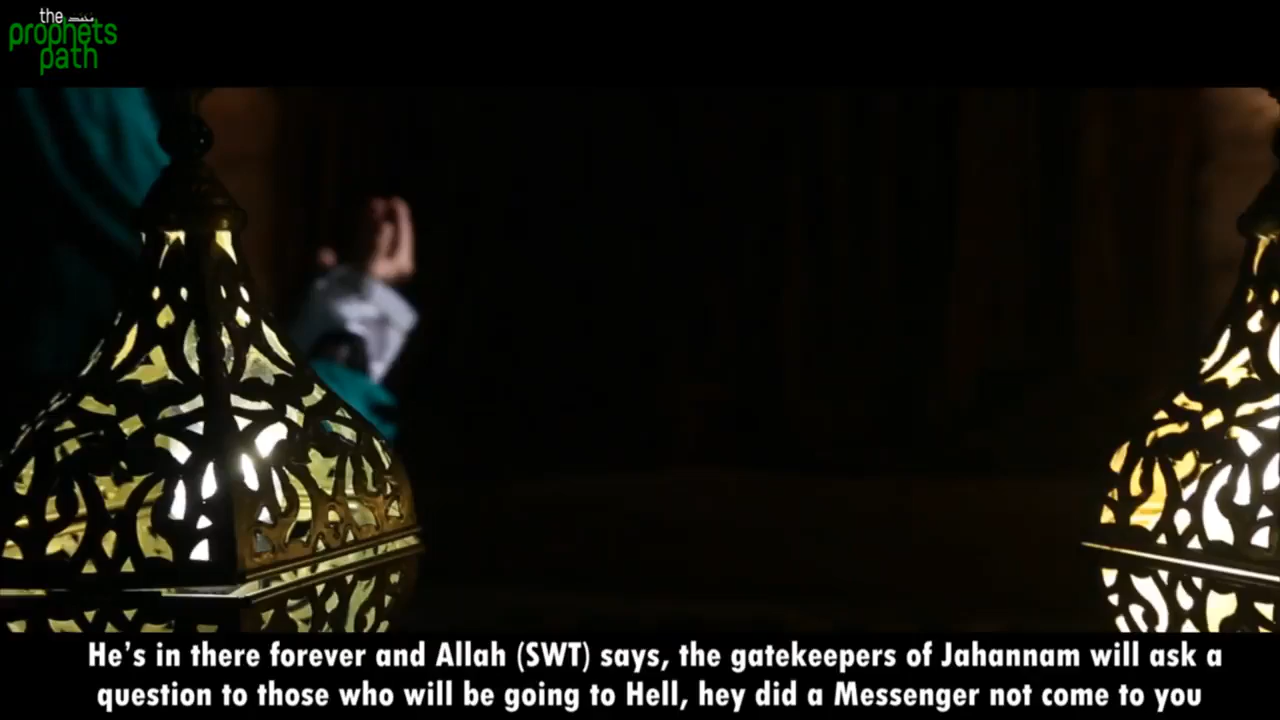 the محمد
prophets
path
He's in there forever and Allah (SWT) says, the gatekeepers of Jahannam will ask a
question to those who will be going to Hell, hey did a Messenger not come to you